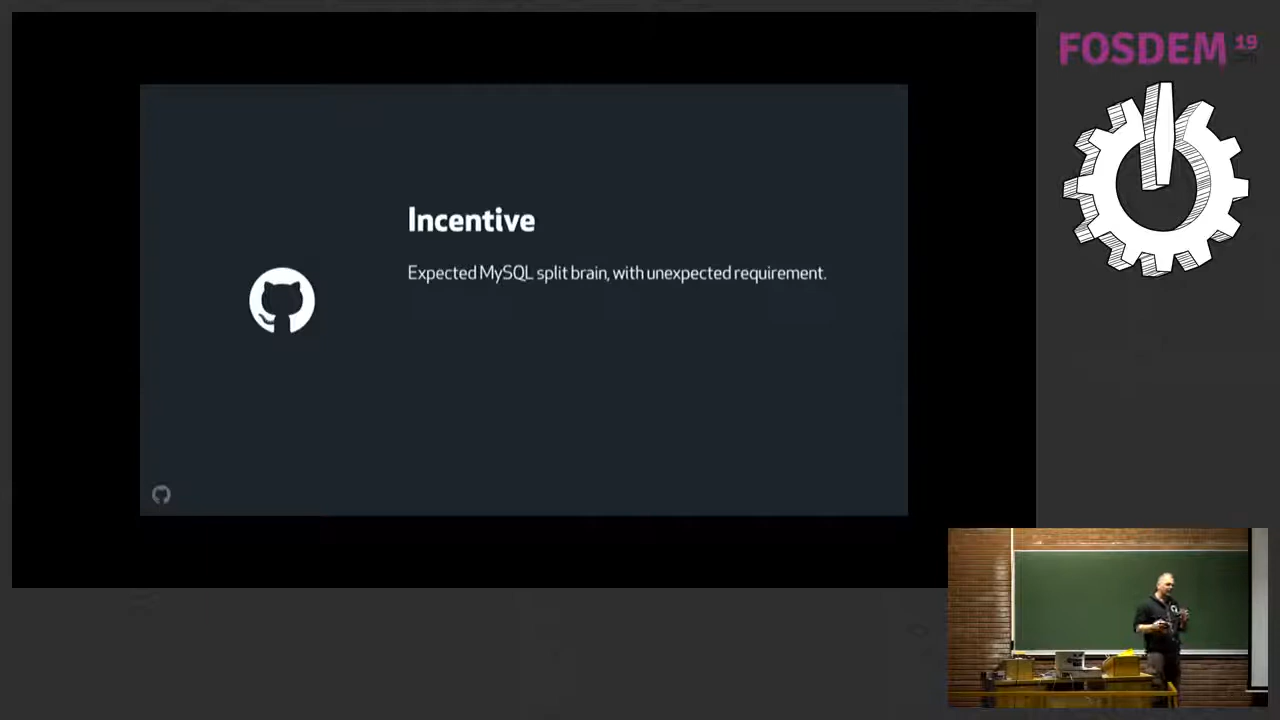 FOSDEM 19
Incentive
Expected MySQL split brain, with unexpected requirement.